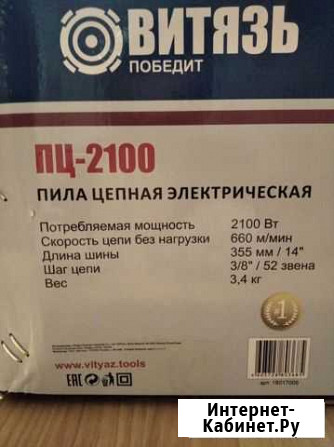 ВИТЯЗЬ
ПОБЕДИТ
ПЦ-2100
ПИЛА ЦЕПНАЯ ЭЛЕКТРИЧЕСКАЯ
Потребляемая мощность 2100 Вт
Скорость цепи без нагрузки 660 м/мин
Длина шины 355 мм / 14"
Шаг цепи 3/8" / 52 звена
Вес 3,4 кг
№1
www.vityaz.tools
EAC
Интернет-
Кабинет.Ру